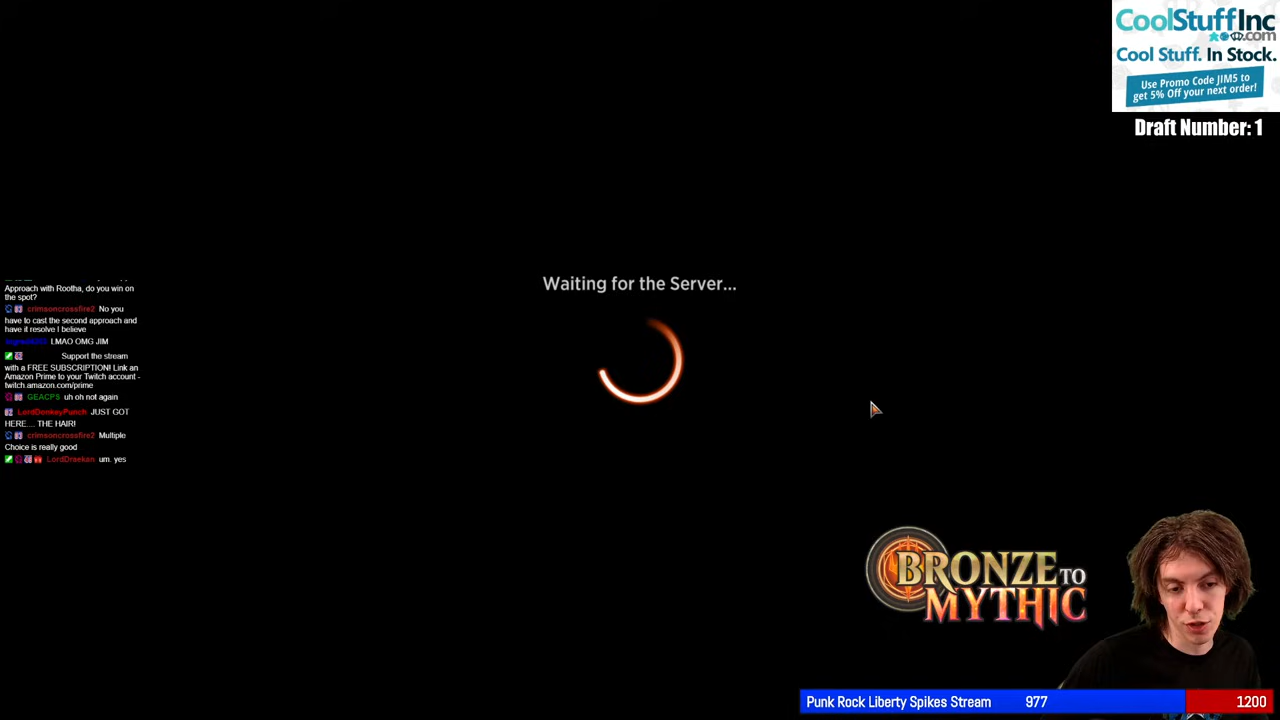 CoolStuffInc
.com
Cool Stuff. In Stock.
Use Promo Code JIM5 to
get 5% Off your next order!
Draft Number: 1
Waiting for the Server...
Approach with Rootha, do you win on
the spot?
crimsoncrossfire2 No you
have to cast the second approach and
have it resolve I believe
LMAO OMG JIM
Support the stream
with a FREE SUBSCRIPTION! Link an
Amazon Prime to your Twitch account -
twitch.amazon.com/prime
GEACPS uh oh not again
LordDonkeyPunch JUST GOT
HERE.... THE HAIR!
crimsoncrossfire2 Multiple
Choice is really good
LordDraekan um. yes
BRONZE TO
MYTHIC
Punk Rock Liberty Spikes Stream 977 1200